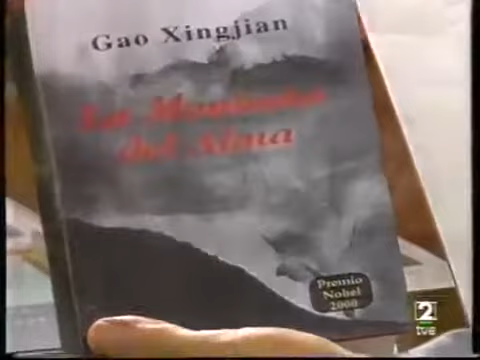 Gao Xingjian
La Montaña
del Alma
Premio
Nobel
2000
2
tve